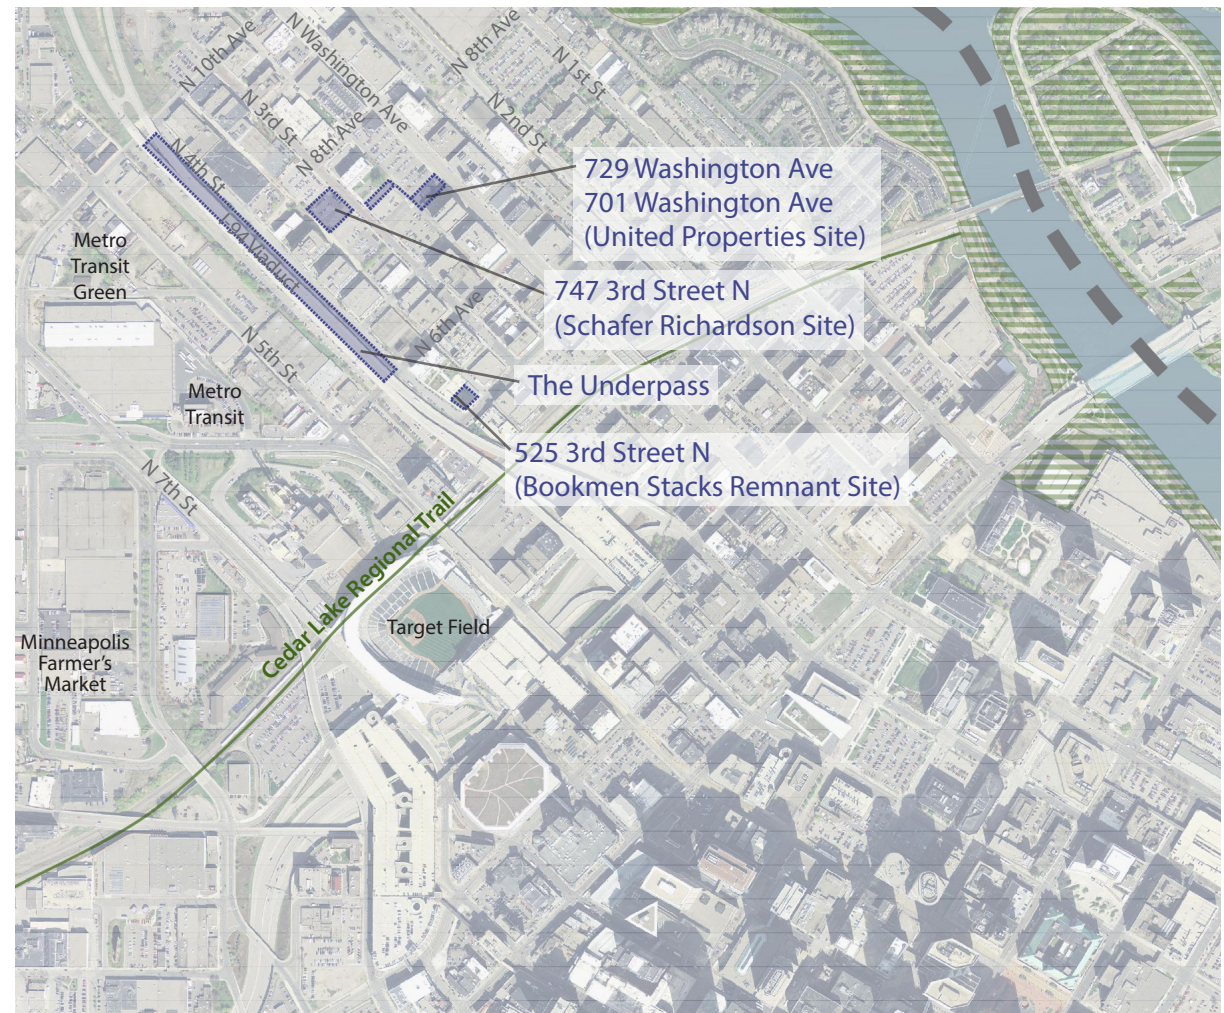 N 10th Ave
N Washington Ave
N 8th Ave
N 1st St
N 3rd St
N 8th Ave
N 2nd St
N 4th St
729 Washington Ave
701 Washington Ave
(United Properties Site)
I-94 Viaduct
Metro
Transit
Green
747 3rd Street N
(Schafer Richardson Site)
N 6th Ave
N 5th St
The Underpass
Metro
Transit
525 3rd Street N
(Bookmen Stacks Remnant Site)
N 7th St
Cedar Lake Regional Trail
Target Field
Minneapolis
Farmer's
Market